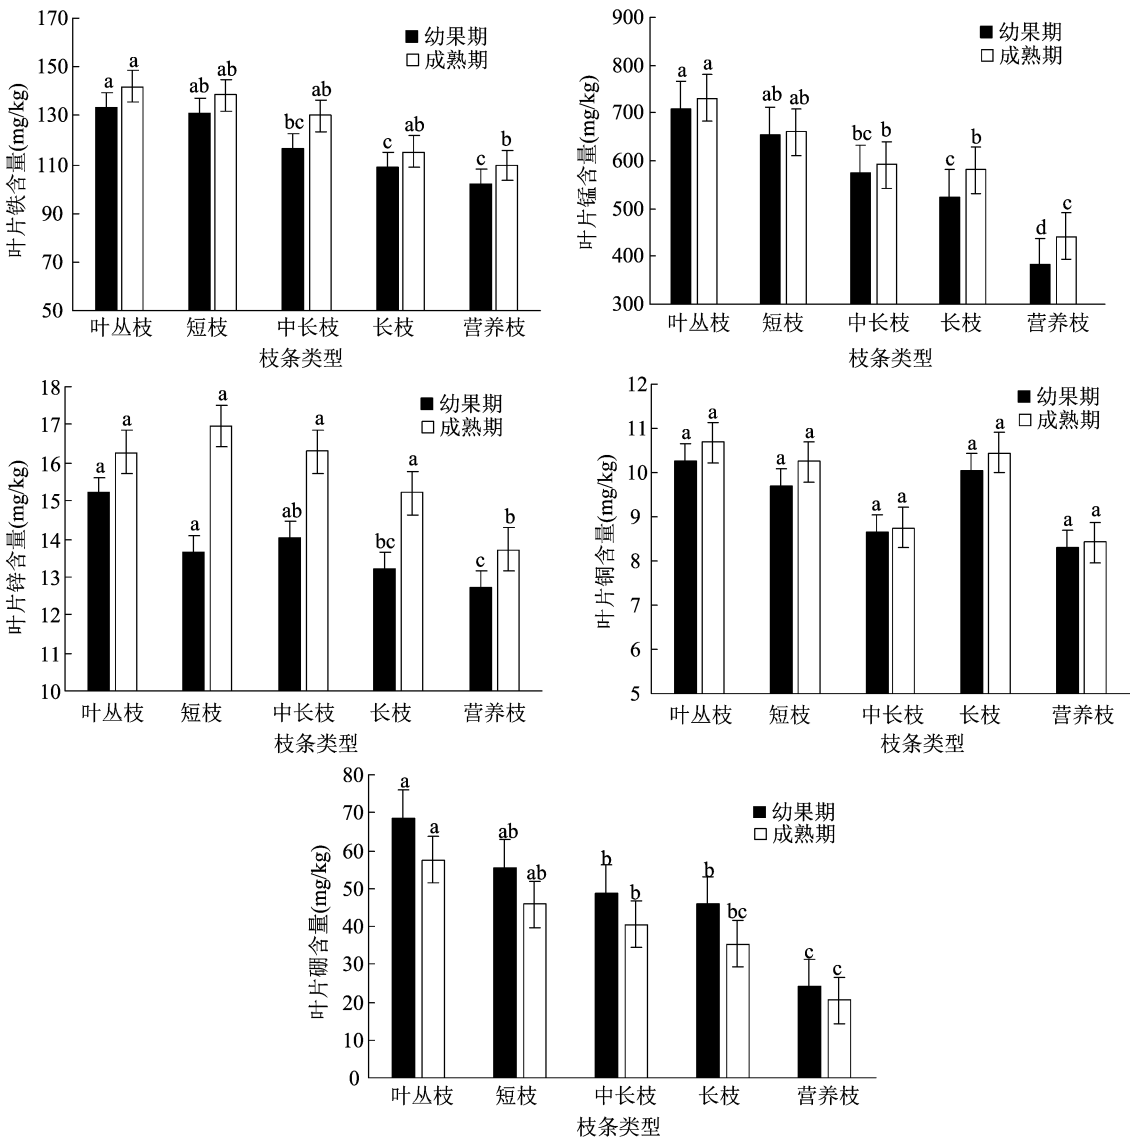 叶片铁含量(mg/kg)
170
150
130
110
90
70
50
幼果期
成熟期
a
a
ab
ab
bc
ab
c
ab
c
b
叶丛枝
短枝
中长枝
长枝
营养枝
枝条类型
叶片锰含量(mg/kg)
900
800
700
600
500
400
300
幼果期
成熟期
a
a
ab
ab
bc
b
c
b
d
c
叶丛枝
短枝
中长枝
长枝
营养枝
枝条类型
叶片锌含量(mg/kg)
18
17
16
15
14
13
12
11
10
幼果期
成熟期
a
a
a
a
ab
a
bc
a
c
b
叶丛枝
短枝
中长枝
长枝
营养枝
枝条类型
叶片铜含量(mg/kg)
12
11
10
9
8
7
6
5
幼果期
成熟期
a
a
a
a
a
a
a
a
a
a
叶丛枝
短枝
中长枝
长枝
营养枝
枝条类型
叶片硼含量(mg/kg)
80
70
60
50
40
30
20
10
0
幼果期
成熟期
a
a
ab
ab
b
b
b
bc
c
c
叶丛枝
短枝
中长枝
长枝
营养枝
枝条类型